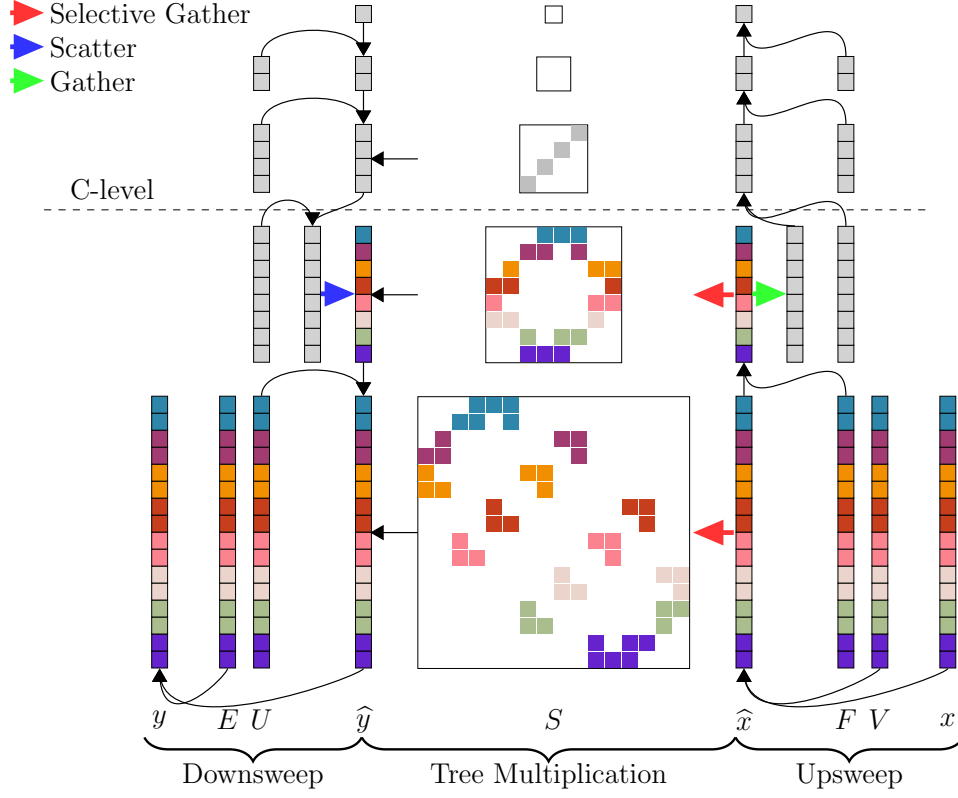 Selective Gather
Scatter
Gather
C-level
y E U ŷ S x̂ F V x
Downsweep Tree Multiplication Upsweep